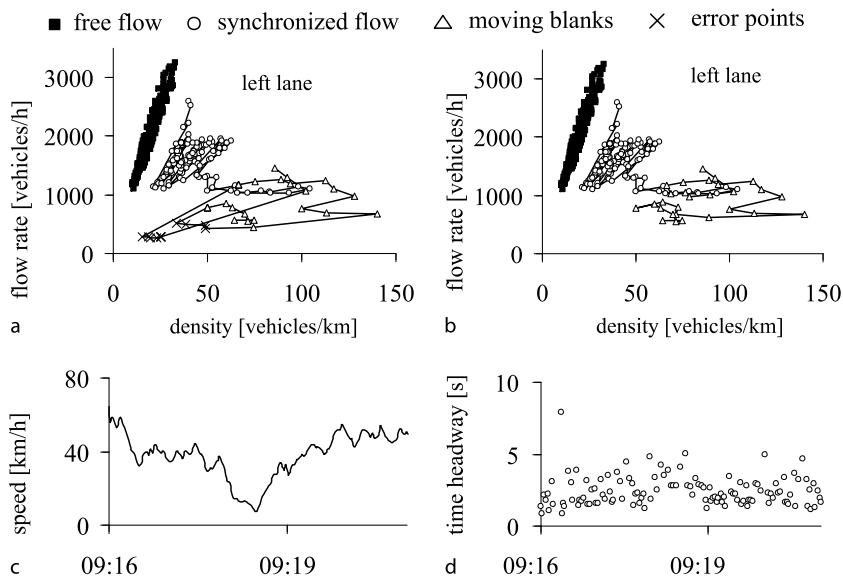 free flow synchronized flow moving blanks error points
left lane
flow rate [vehicles/h]
3000
2000
1000
0
0 50 100 150
density [vehicles/km]
a
left lane
flow rate [vehicles/h]
3000
2000
1000
0
0 50 100 150
density [vehicles/km]
b
speed [km/h]
80
40
0
09:16 09:19
c
time headway [s]
10
5
0
09:16 09:19
d